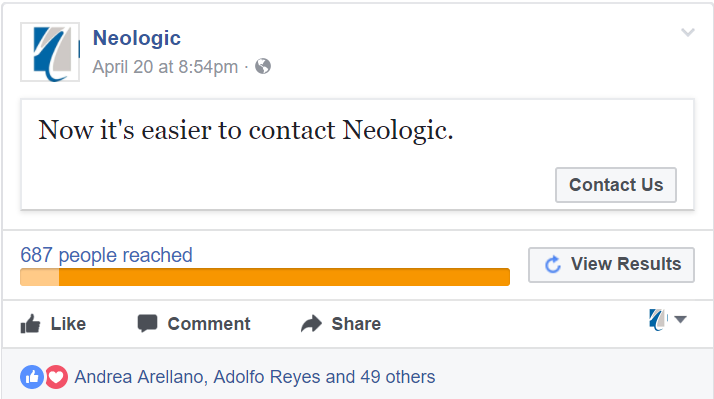 Neologic
April 20 at 8:54pm ·
Now it's easier to contact Neologic.
Contact Us
687 people reached
View Results
Like Comment Share
Andrea Arellano, Adolfo Reyes and 49 others